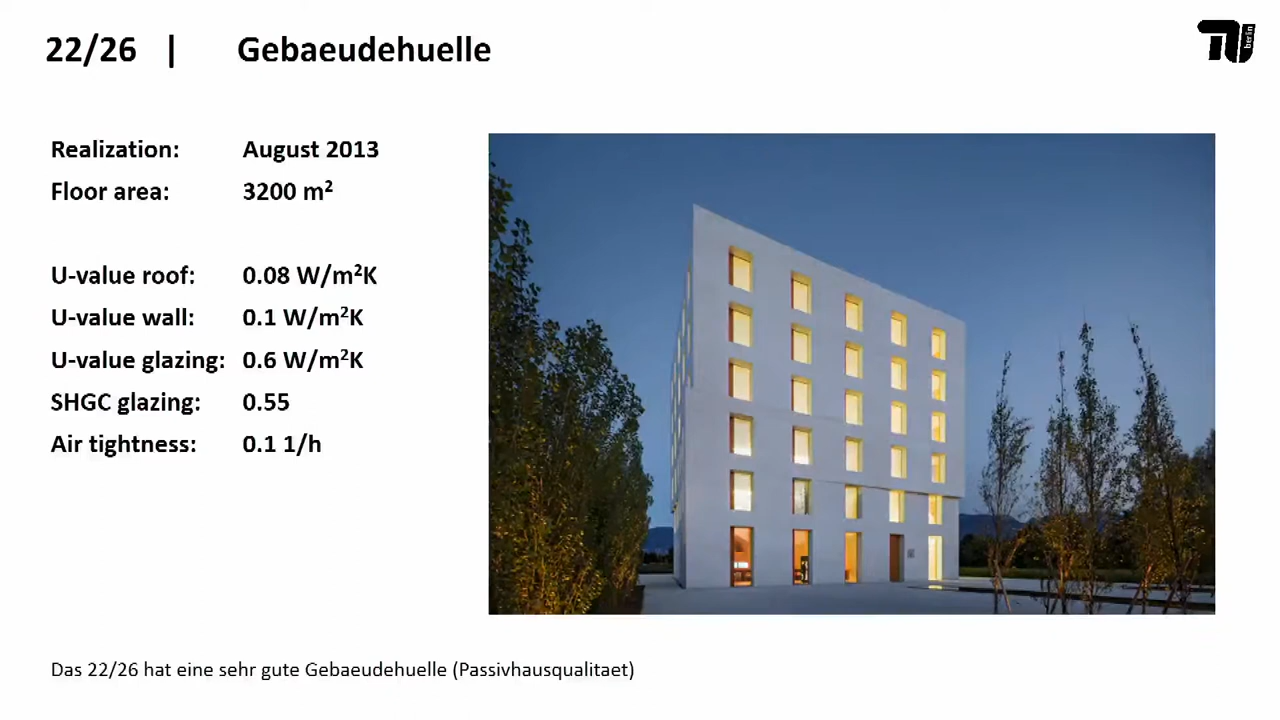 22/26 | Gebaeudehuelle
berlin
Realization: August 2013
Floor area: 3200 m²
U-value roof: 0.08 W/m²K
U-value wall: 0.1 W/m²K
U-value glazing: 0.6 W/m²K
SHGC glazing: 0.55
Air tightness: 0.1 1/h
Das 22/26 hat eine sehr gute Gebaeudehuelle (Passivhausqualitaet)